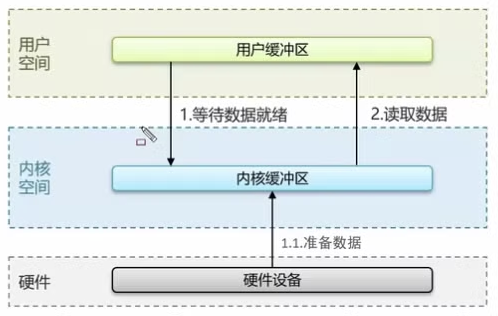 用户
空间
用户缓冲区
1.等待数据就绪
2.读取数据
内核
空间
内核缓冲区
1.1.准备数据
硬件
硬件设备